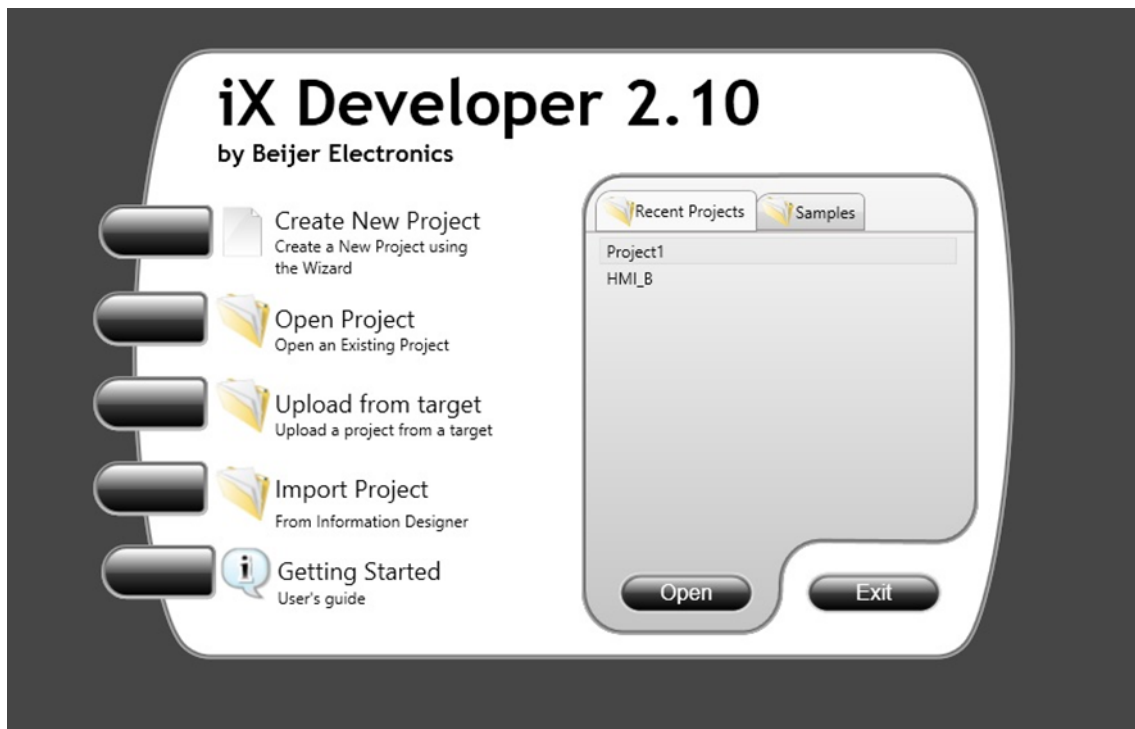 iX Developer 2.10
by Beijer Electronics
Create New Project
Create a New Project using
the Wizard
Open Project
Open an Existing Project
Upload from target
Upload a project from a target
Import Project
From Information Designer
Getting Started
User's guide
Recent Projects
Samples
Project1
HMI_B
Open
Exit